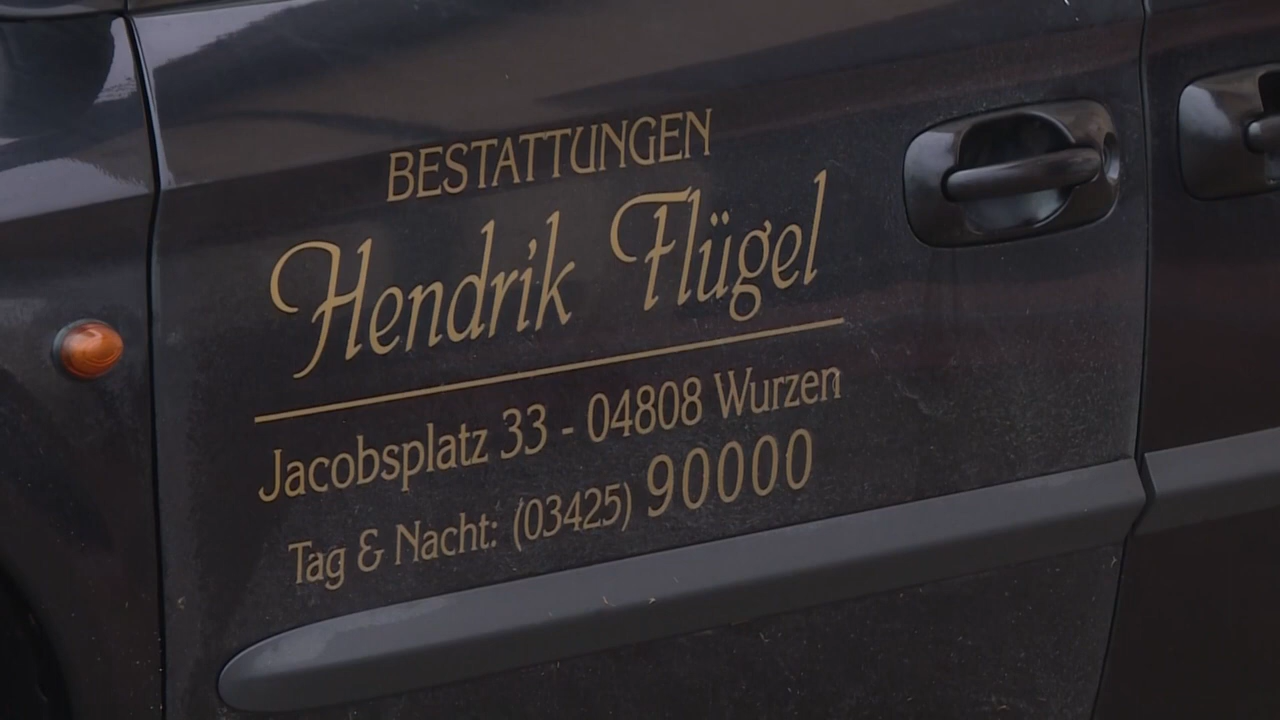 BESTATTUNGEN
Hendrik Flügel
Jacobsplatz 33 - 04808 Wurzen
Tag & Nacht: (03425) 90000